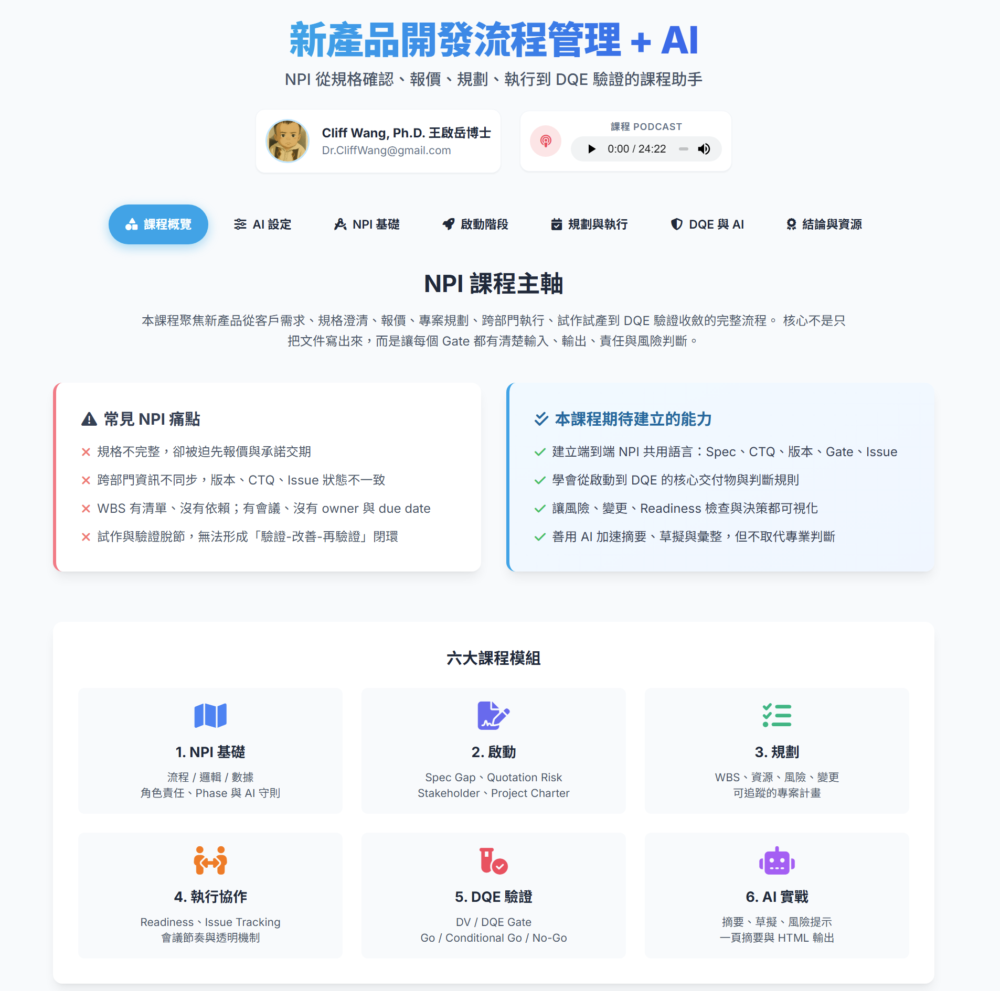 新產品開發流程管理 + AI
NPI 從規格確認、報價、規劃、執行到 DQE 驗證的課程助手
Cliff Wang, Ph.D. 王啟岳博士
Dr.CliffWang@gmail.com
課程 PODCAST
0:00 / 24:22
課程概覽
AI 設定
NPI 基礎
啟動階段
規劃與執行
DQE 與 AI
結論與資源
NPI 課程主軸
本課程聚焦新產品從客戶需求、規格澄清、報價、專案規劃、跨部門執行、試作試產到 DQE 驗證收斂的完整流程。 核心不是只
把文件寫出來，而是讓每個 Gate 都有清楚輸入、輸出、責任與風險判斷。
常見 NPI 痛點
規格不完整，卻被迫先報價與承諾交期
跨部門資訊不同步，版本、CTQ、Issue 狀態不一致
WBS 有清單、沒有依賴；有會議、沒有 owner 與 due date
試作與驗證脫節，無法形成「驗證-改善-再驗證」閉環
本課程期待建立的能力
建立端到端 NPI 共用語言：Spec、CTQ、版本、Gate、Issue
學會從啟動到 DQE 的核心交付物與判斷規則
讓風險、變更、Readiness 檢查與決策都可視化
善用 AI 加速摘要、草擬與彙整，但不取代專業判斷
六大課程模組
1. NPI 基礎
流程 / 邏輯 / 數據
角色責任、Phase 與 AI 守則
2. 啟動
Spec Gap、Quotation Risk
Stakeholder、Project Charter
3. 規劃
WBS、資源、風險、變更
可追蹤的專案計畫
4. 執行協作
Readiness、Issue Tracking
會議節奏與透明機制
5. DQE 驗證
DV / DQE Gate
Go / Conditional Go / No-Go
6. AI 實戰
摘要、草擬、風險提示
一頁摘要與 HTML 輸出